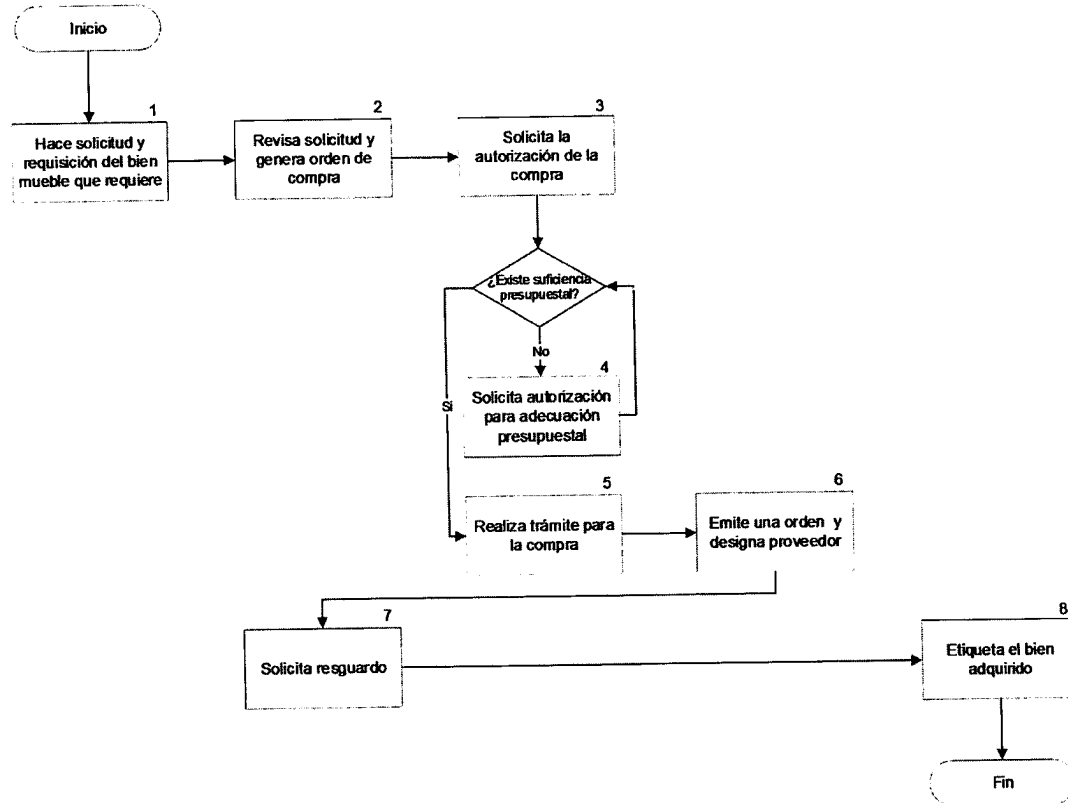 Inicio
1
Hace solicitud y
requisición del bien
mueble que requiere
2
Revisa solicitud y
genera orden de
compra
3
Solicita la
autorización de la
compra
¿Existe suficiencia
presupuestal?
No
Si
4
Solicita autorización
para adecuación
presupuestal
5
Realiza trámite para
la compra
6
Emite una orden y
designa proveedor
7
Solicita resguardo
8
Etiqueta el bien
adquirido
Fin